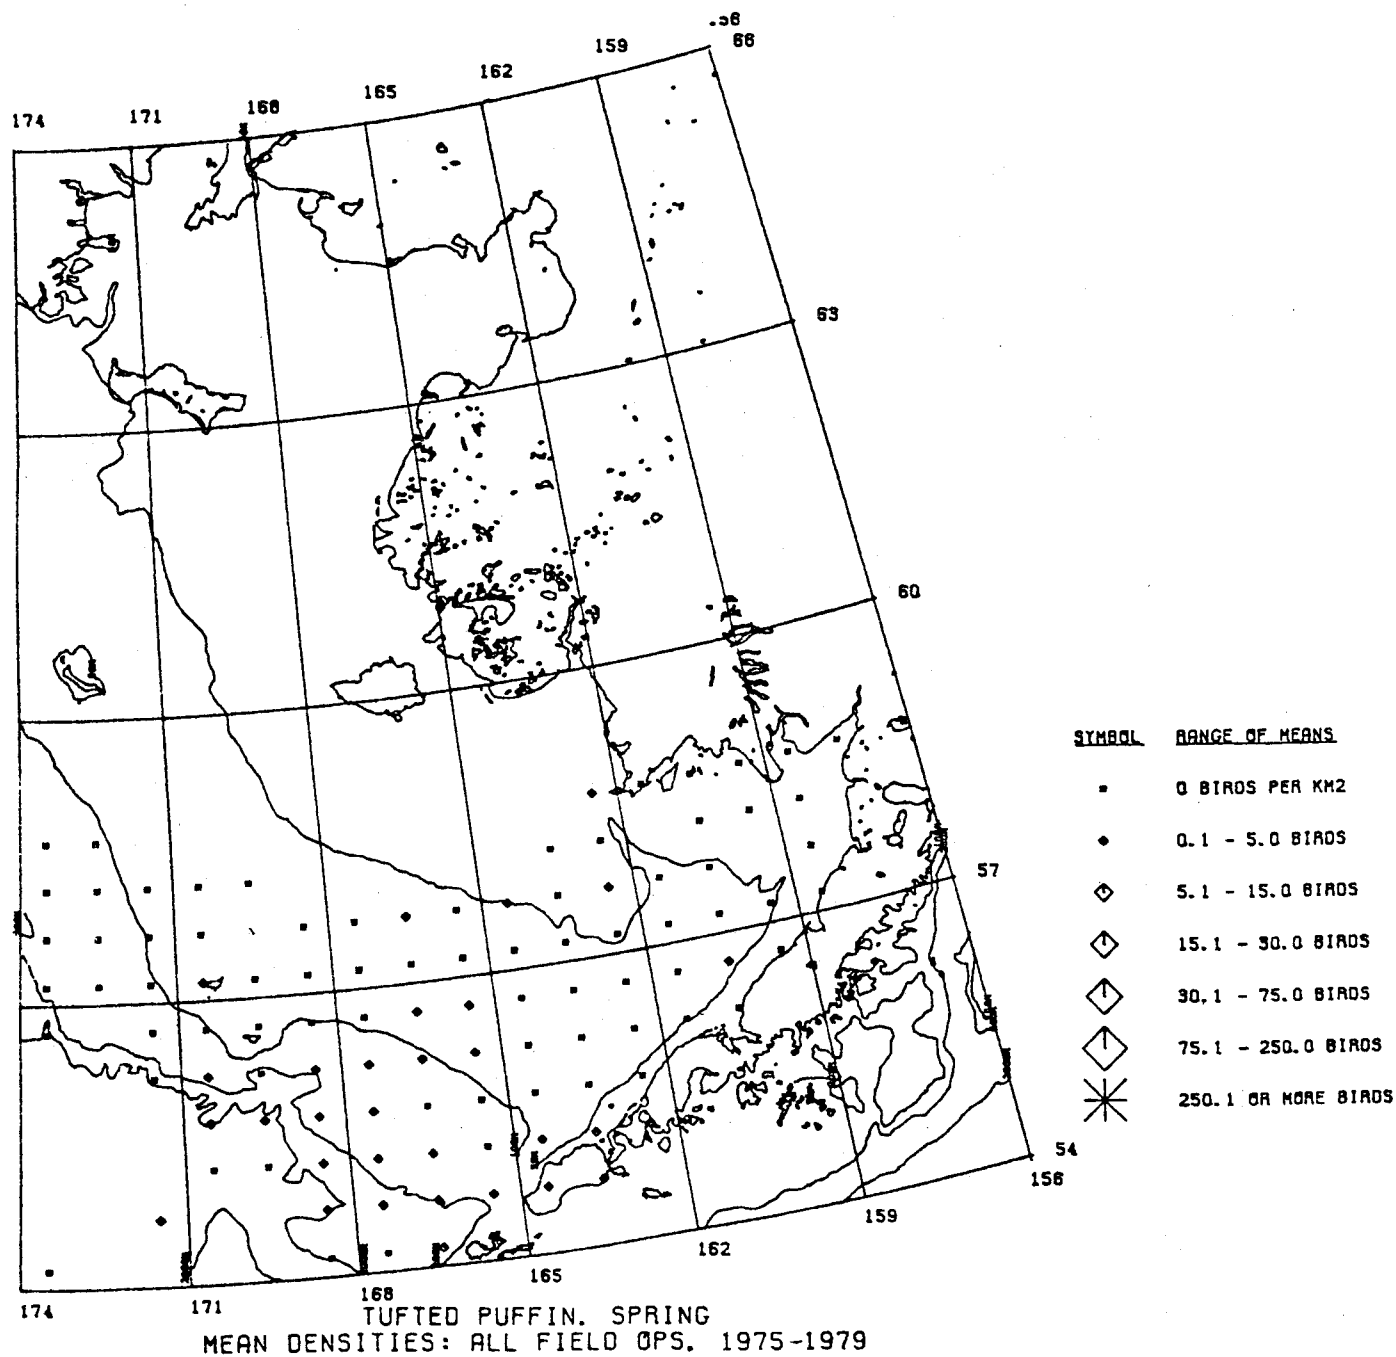 .56
159
66
162
165
168
171
174
63
60
SYMBOL RANGE OF MEANS
0 BIRDS PER KM2
0.1 - 5.0 BIRDS
5.1 - 15.0 BIRDS
57
15.1 - 30.0 BIRDS
30.1 - 75.0 BIRDS
75.1 - 250.0 BIRDS
250.1 OR MORE BIRDS
54
156
159
162
165
168
171
174
TUFTED PUFFIN. SPRING
MEAN DENSITIES: ALL FIELD OPS. 1975-1979